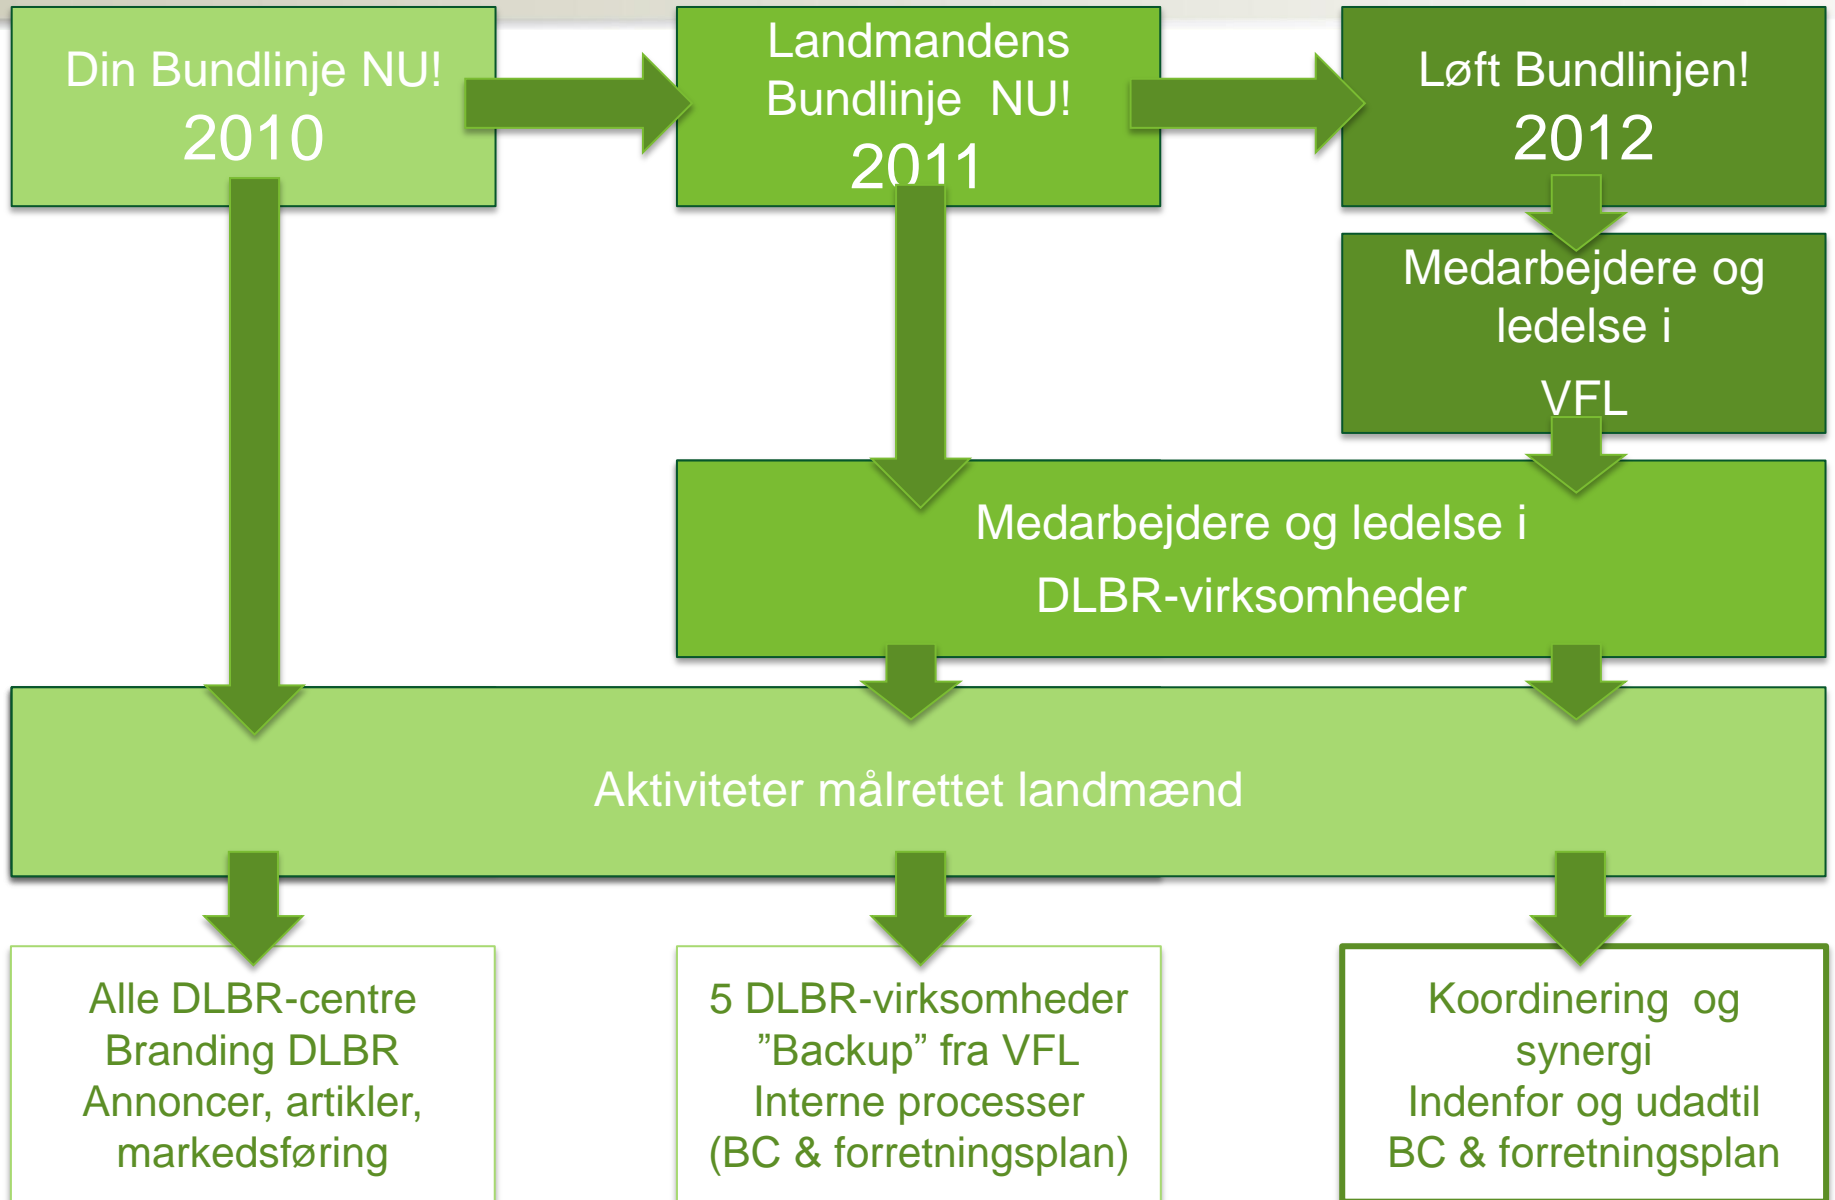 Din Bundlinje NU!
2010
Landmandens
Bundlinje NU!
2011
Løft Bundlinjen!
2012
Medarbejdere og
ledelse i
VFL
Medarbejdere og ledelse i
DLBR-virksomheder
Aktiviteter målrettet landmænd
Alle DLBR-centre
Branding DLBR
Annoncer, artikler,
markedsføring
5 DLBR-virksomheder
”Backup” fra VFL
Interne processer
(BC & forretningsplan)
Koordinering og
synergi
Indenfor og udadtil
BC & forretningsplan